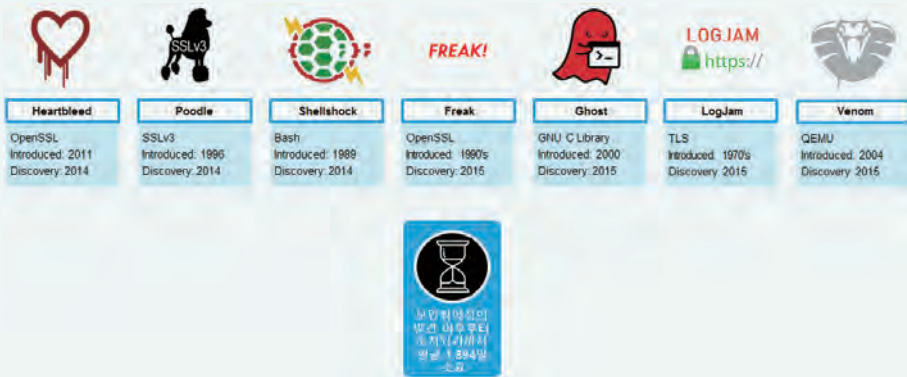 SSLv3
FREAK!
>_
LOGJAM
https://
Heartbleed
OpenSSL
Introduced: 2011
Discovery: 2014
Poodle
SSLv3
Introduced: 1996
Discovery: 2014
Shellshock
Bash
Introduced: 1989
Discovery: 2014
Freak
OpenSSL
Introduced: 1990's
Discovery: 2015
Ghost
GNU C Library
Introduced: 2000
Discovery: 2015
LogJam
TLS
Introduced: 1970's
Discovery: 2015
Venom
QEMU
Introduced: 2004
Discovery: 2015
보안취약점의
발견 이후부터
평균 1,894일
소요